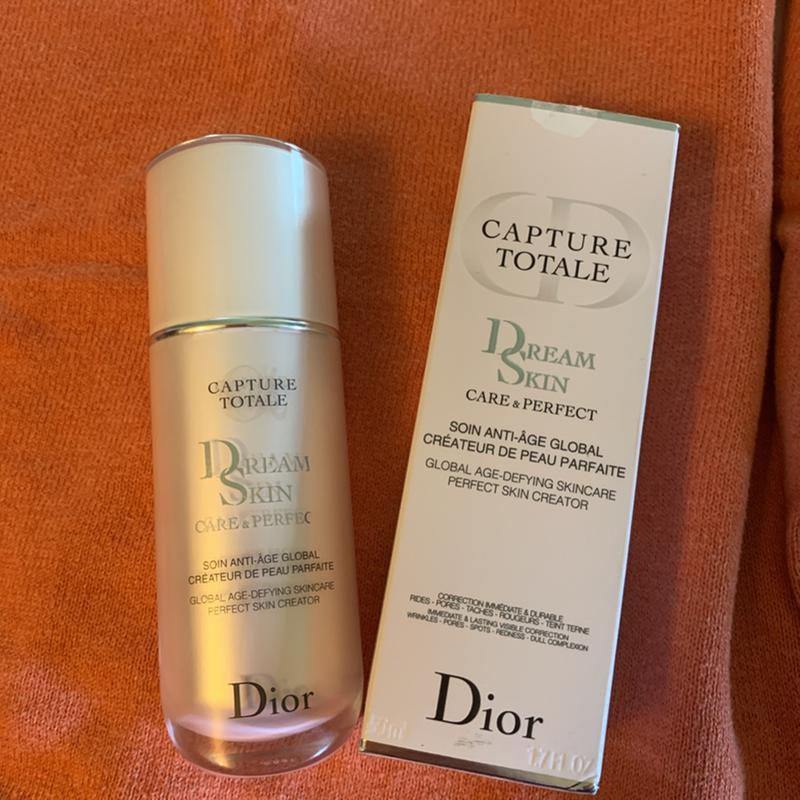 CAPTURE
TOTALE
DREAM
SKIN
CARE & PERFEC
SOIN ANTI-ÂGE GLOBAL
CRÉATEUR DE PEAU PARFAITE
GLOBAL AGE-DEFYING SKINCARE
PERFECT SKIN CREATOR
Dior
CAPTURE
TOTALE
DREAM
SKIN
CARE & PERFECT
SOIN ANTI-ÂGE GLOBAL
CRÉATEUR DE PEAU PARFAITE
GLOBAL AGE-DEFYING SKINCARE
PERFECT SKIN CREATOR
CORRECTION IMMÉDIATE & DURABLE
RIDES - PORES - TACHES - ROUGEURS - TEINT TERNE
IMMEDIATE & LASTING VISIBLE CORRECTION
WRINKLES - PORES - SPOTS - REDNESS - DULL COMPLEXION
Dior
1.7 Fl OZ